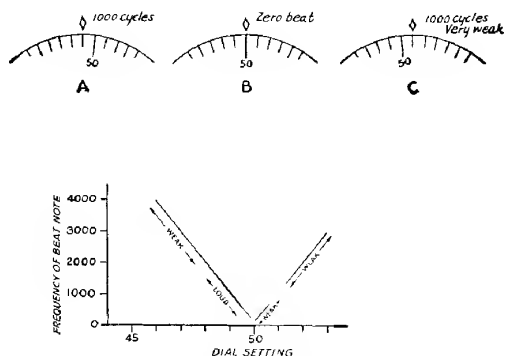 1000 cycles
Zero beat
1000 cycles
Very weak
50
50
50
A
B
C
FREQUENCY OF BEAT NOTE
4000
3000
2000
1000
0
WEAK
LOUD
WEAK
WEAK
45
50
DIAL SETTING